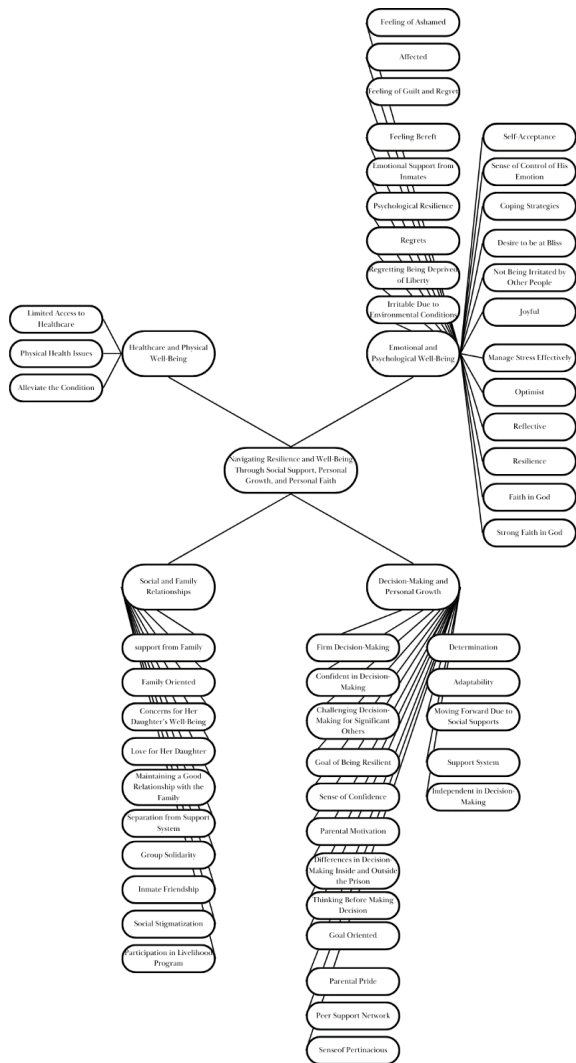 Feeling of Ashamed
Affected
Feeling of Guilt and Regret
Feeling Bereft
Emotional Support from
Inmates
Psychological Resilience
Regrets
Regretting Being Deprived
of Liberty
Irritable Due to
Environmental Conditions
Emotional and
Psychological Well-Being
Self-Acceptance
Sense of Control of His
Emotion
Coping Strategies
Desire to be at Bliss
Not Being Irritated by
Other People
Joyful
Manage Stress Effectively
Optimist
Reflective
Resilience
Faith in God
Strong Faith in God
Limited Access to
Healthcare
Physical Health Issues
Alleviate the Condition
Healthcare and Physical
Well-Being
Navigating Resilience and Well-Being
Through Social Support, Personal
Growth, and Personal Faith
Social and Family
Relationships
support from Family
Family Oriented
Concerns for Her
Daughter's Well-Being
Love for Her Daughter
Maintaining a Good
Relationship with the
Family
Separation from Support
System
Group Solidarity
Inmate Friendship
Social Stigmatization
Participation in Livelihood
Program
Decision-Making and
Personal Growth
Firm Decision-Making
Confident in Decision-
Making
Challenging Decision-
Making for Significant
Others
Goal of Being Resilient
Sense of Confidence
Parental Motivation
Differences in Decision-
Making Inside and Outside
the Prison
Thinking Before Making
Decision
Goal Oriented
Parental Pride
Peer Support Network
Senseof Pertinacious
Determination
Adaptability
Moving Forward Due to
Social Supports
Support System
Independent in Decision-
Making